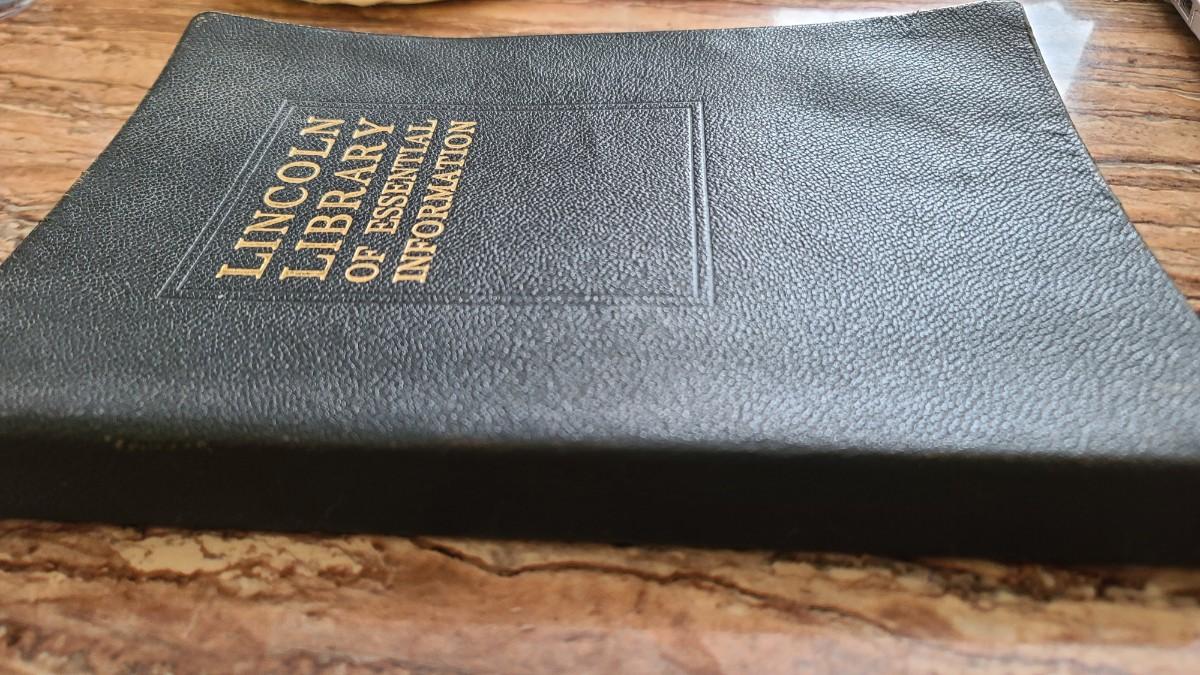 LINCOLN
LIBRARY
OF ESSENTIAL
INFORMATION